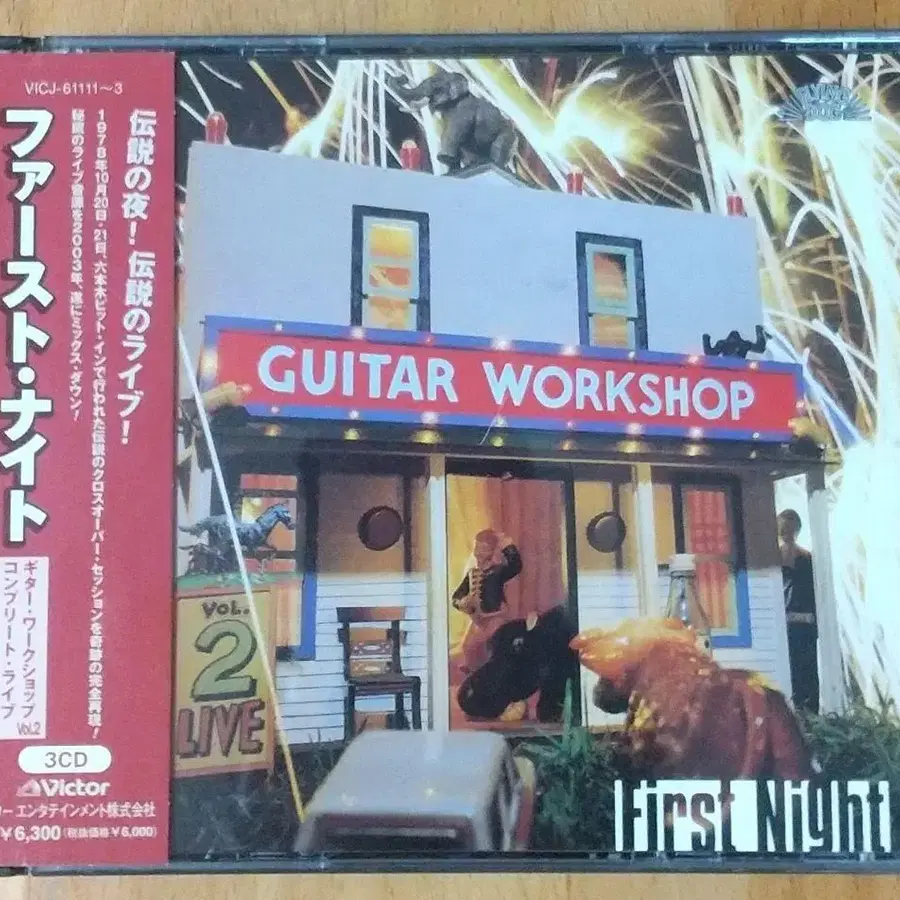 VICJ-61111~3
ファースト・ナイト
伝説の夜!伝説のライブ!
1978年10月20日・21日、六本木ピット・インで行われた伝説のクロスオーバー・セッションを奇跡の完全再現!
秘蔵のライブ音源を2003年、遂にミックス・ダウン!
ギター・ワークショップ Vol.2
コンプリート・ライブ
3CD
Victor
エンタテインメント株式会社
¥6,300(税抜価格¥6,000)
GUITAR WORKSHOP
VOL.
2
LIVE
First Night